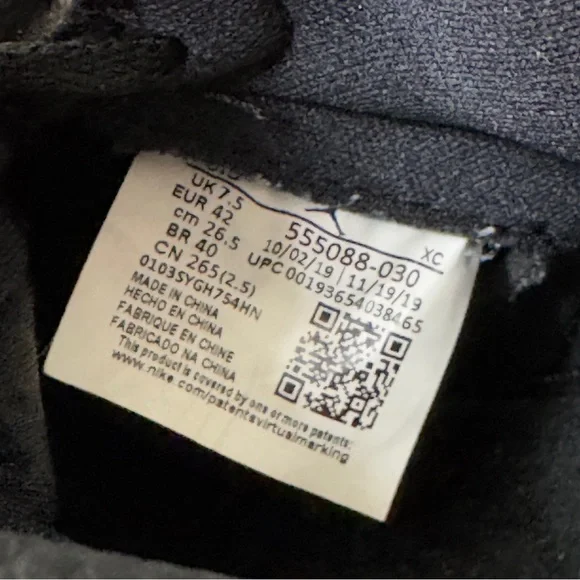 UK 7.5
EUR 42
cm 26.5
BR 40
CN 265(2.5)
0103SYGH754HN
555088-030 XC
10/02/19 | 11/19/19
UPC 00193654038465
MADE IN CHINA
HECHO EN CHINA
FABRIQUE EN CHINE
FABRICADO NA CHINA
This product is covered by one or more patents:
www.nike.com/patentsvirtualmarking